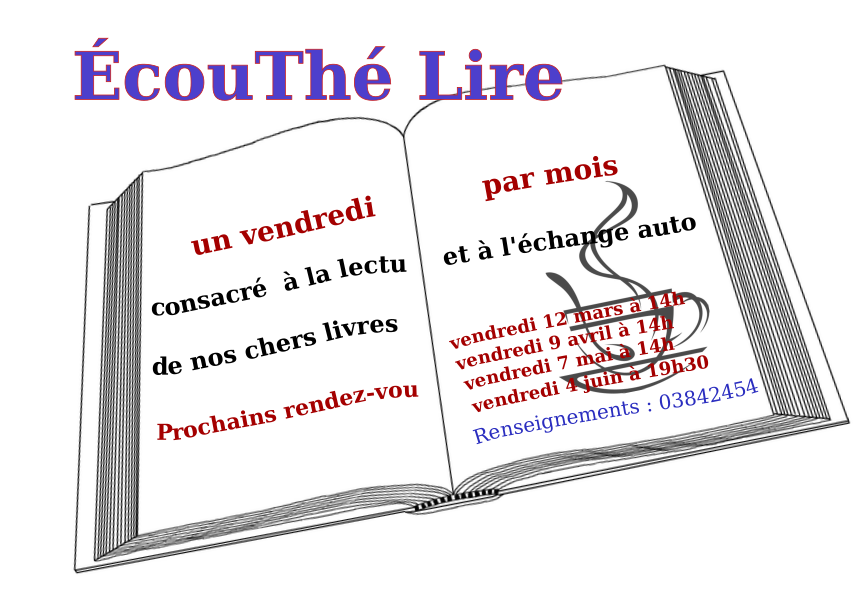 ÉcouThé Lire
un vendredi
consacré à la lectu
de nos chers livres
Prochains rendez-vou
par mois
et à l'échange auto
vendredi 12 mars à 14h
vendredi 9 avril à 14h
vendredi 7 mai à 14h
vendredi 4 juin à 19h30
Renseignements : 03842454